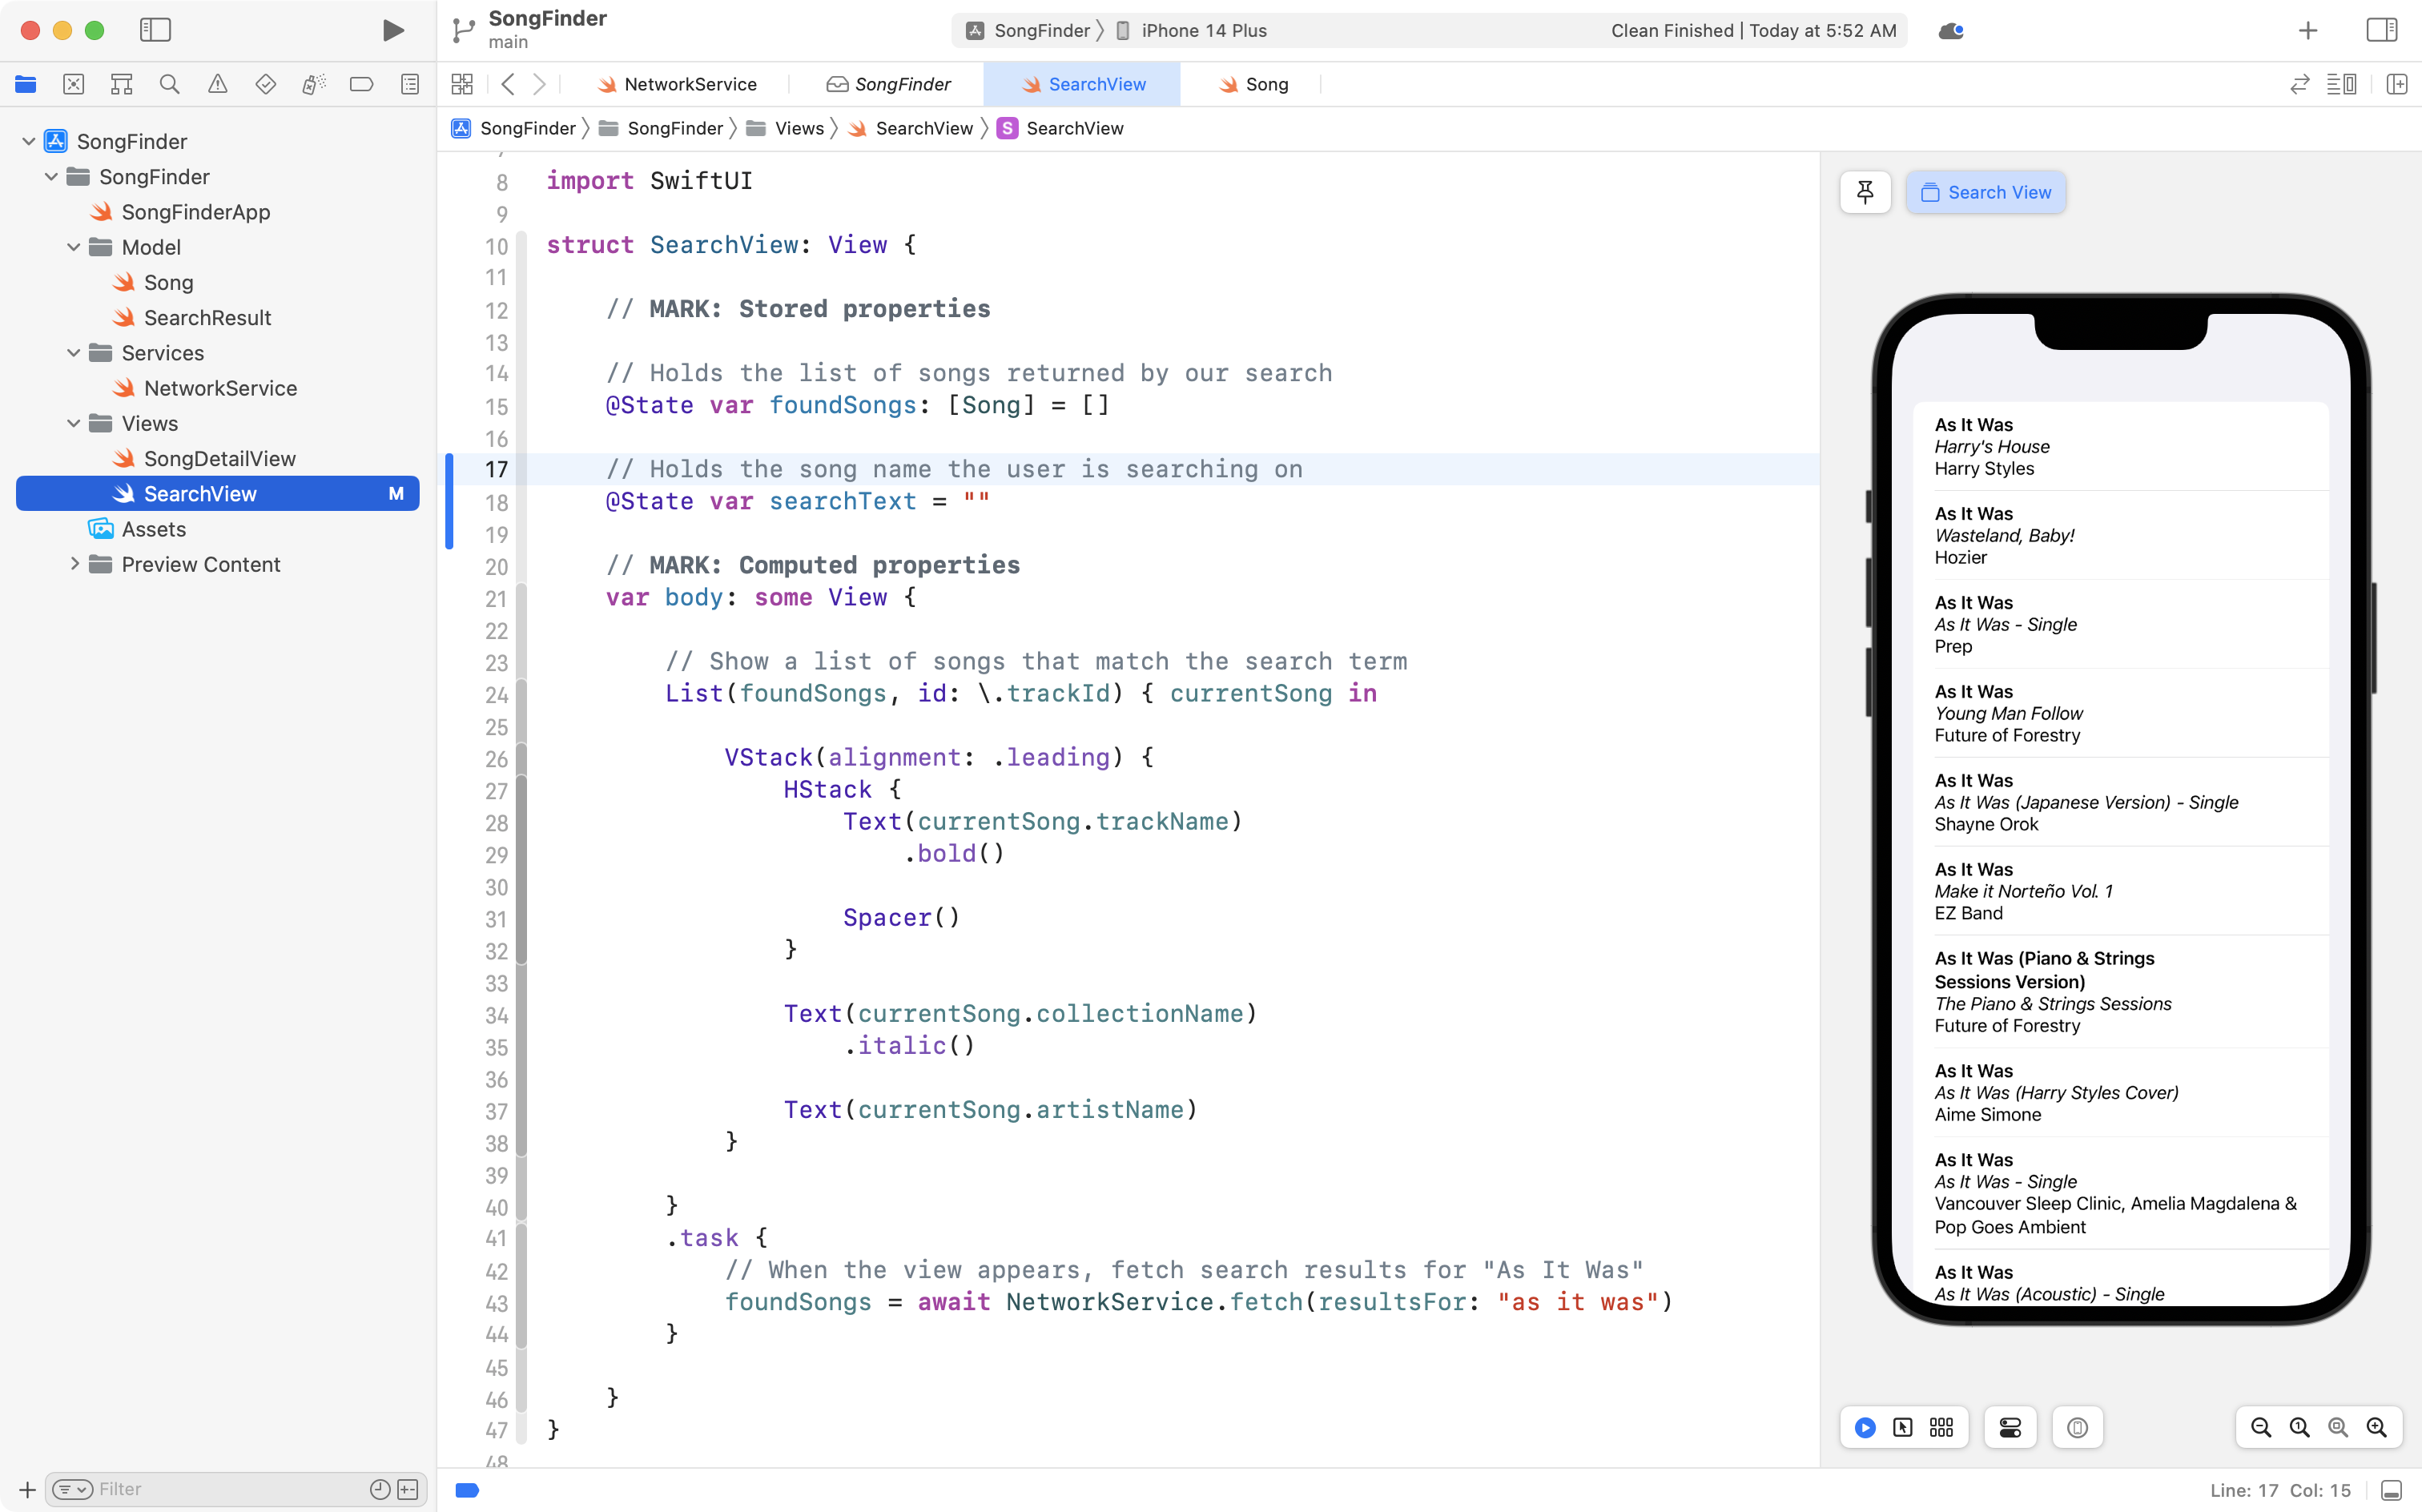 SongFinder
main
SongFinder
iPhone 14 Plus
Clean Finished | Today at 5:52 AM
NetworkService
SongFinder
SearchView
Song
SongFinder
SongFinder
Views
SearchView
S
SearchView
SongFinder
SongFinder
SongFinderApp
Model
Song
SearchResult
Services
NetworkService
Views
SongDetailView
SearchView
M
Assets
Preview Content
Filter
8 import SwiftUI
9
10 struct SearchView: View {
11
12 // MARK: Stored properties
13
14 // Holds the list of songs returned by our search
15 @State var foundSongs: [Song] = []
16
17 // Holds the song name the user is searching on
18 @State var searchText = ""
19
20 // MARK: Computed properties
21 var body: some View {
22
23 // Show a list of songs that match the search term
24 List(foundSongs, id: \.trackId) { currentSong in
25
26 VStack(alignment: .leading) {
27 HStack {
28 Text(currentSong.trackName)
29 .bold()
30
31 Spacer()
32 }
33
34 Text(currentSong.collectionName)
35 .italic()
36
37 Text(currentSong.artistName)
38 }
39
40 }
41 .task {
42 // When the view appears, fetch search results for "As It Was"
43 foundSongs = await NetworkService.fetch(resultsFor: "as it was")
44 }
45
46 }
47 }
48
Search View
As It Was
Harry's House
Harry Styles
As It Was
Wasteland, Baby!
Hozier
As It Was
As It Was - Single
Prep
As It Was
Young Man Follow
Future of Forestry
As It Was
As It Was (Japanese Version) - Single
Shayne Orok
As It Was
Make it Norteño Vol. 1
EZ Band
As It Was (Piano & Strings
Sessions Version)
The Piano & Strings Sessions
Future of Forestry
As It Was
As It Was (Harry Styles Cover)
Aime Simone
As It Was
As It Was - Single
Vancouver Sleep Clinic, Amelia Magdalena &
Pop Goes Ambient
As It Was
As It Was (Acoustic) - Single
Line: 17 Col: 15